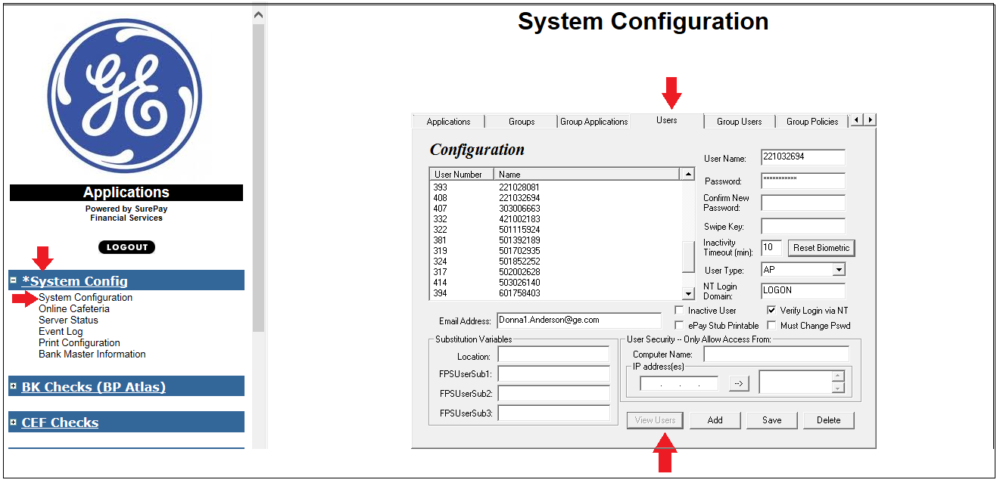 System Configuration
GE
Applications
Powered by SurePay
Financial Services
LOGOUT
*System Config
System Configuration
Online Cafeteria
Server Status
Event Log
Print Configuration
Bank Master Information
BK Checks (BP Atlas)
CEF Checks
Applications Groups Group Applications Users Group Users Group Policies
Configuration
User Number Name
393 221028081
408 221032694
407 303006663
332 421002183
322 501115924
381 501392189
319 501702935
324 501852252
317 502002628
414 503026140
394 601758403
User Name: 221032694
Password: ***********
Confirm New
Password:
Swipe Key:
Inactivity
Timeout (min): 10 Reset Biometric
User Type: AP
NT Login
Domain: LOGON
Inactive User Verify Login via NT
ePay Stub Printable Must Change Pswd
Email Address: Donna1.Anderson@ge.com
Substitution Variables
Location:
FPSUserSub1:
FPSUserSub2:
FPSUserSub3:
User Security -- Only Allow Access From:
Computer Name:
IP address(es)
. . . -->
View Users Add Save Delete